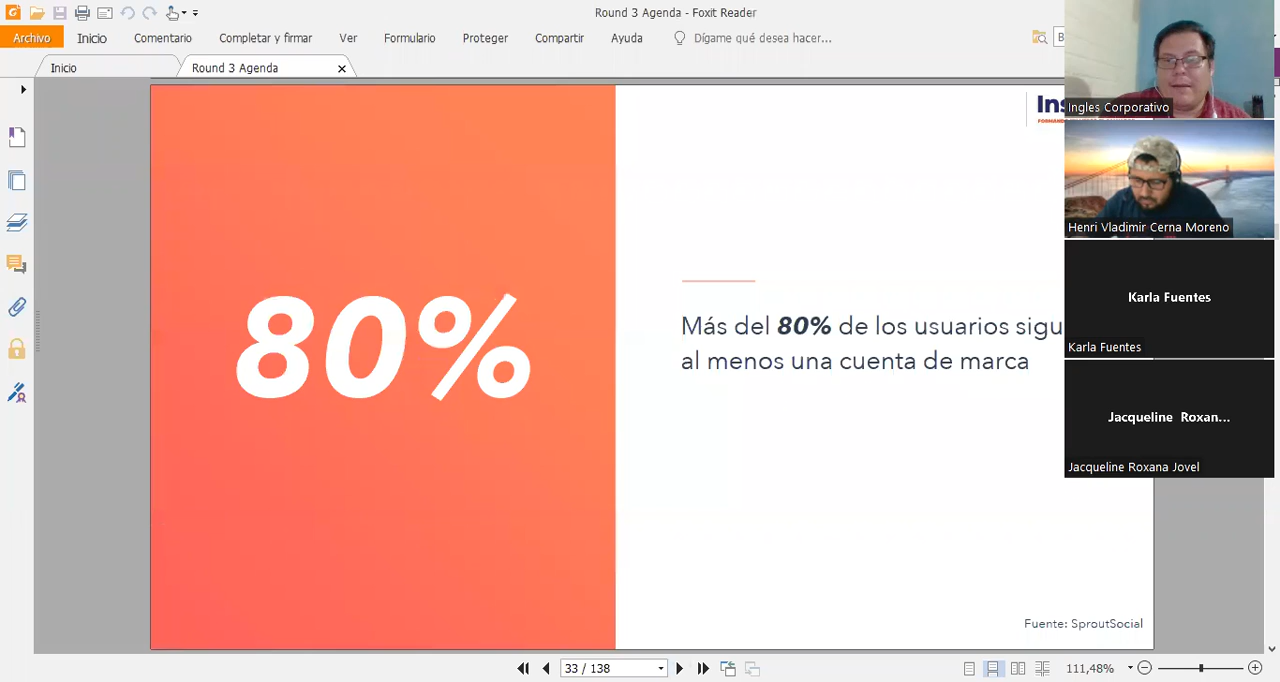 Round 3 Agenda - Foxit Reader
Archivo Inicio Comentario Completar y firmar Ver Formulario Proteger Compartir Ayuda Dígame qué desea hacer...
Inicio Round 3 Agenda
Ingles Corporativo
Henri Vladimir Cerna Moreno
Karla Fuentes
Karla Fuentes
Jacqueline Roxan...
Jacqueline Roxana Jovel
80%
Más del 80% de los usuarios sigu
al menos una cuenta de marca
Fuente: SproutSocial
33 / 138
111,48%